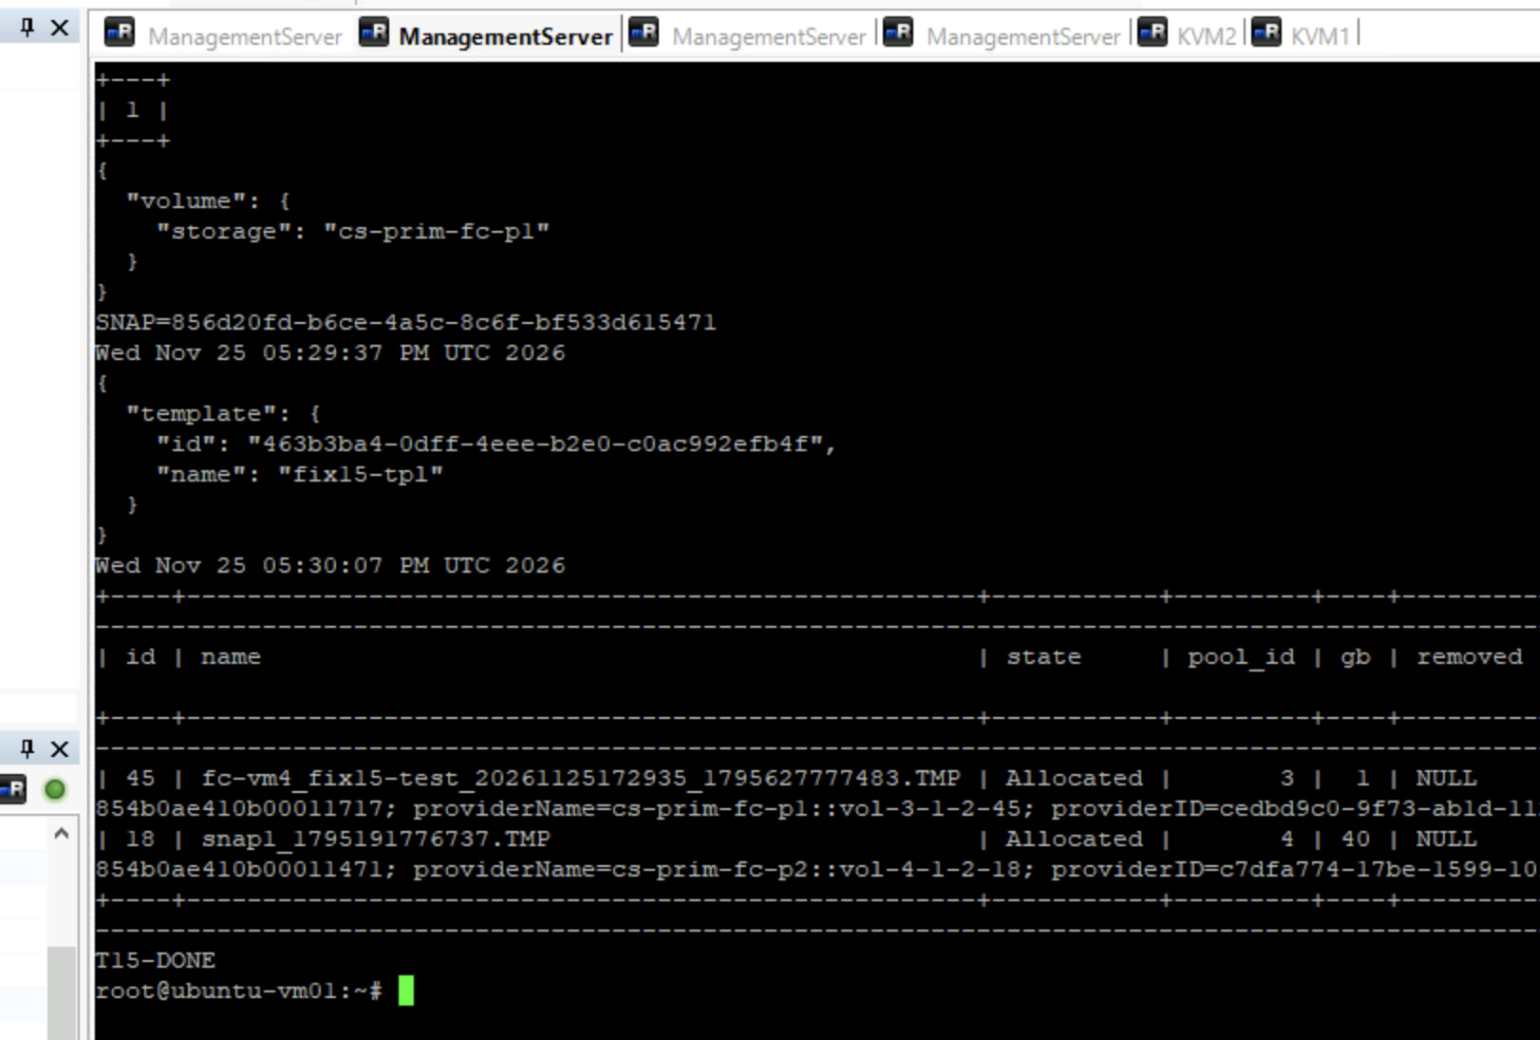 ManagementServer ManagementServer ManagementServer ManagementServer KVM2 KVM1
+---+
| 1 |
+---+
{
  "volume": {
    "storage": "cs-prim-fc-p1"
  }
}
SNAP=856d20fd-b6ce-4a5c-8c6f-bf533d615471
Wed Nov 25 05:29:37 PM UTC 2026
{
  "template": {
    "id": "463b3ba4-0dff-4eee-b2e0-c0ac992efb4f",
    "name": "fix15-tpl"
  }
}
Wed Nov 25 05:30:07 PM UTC 2026
+----+----------------------------------------------------+-----------+---------+----+---------
-----------------------------------------------------------------------------------------------
| id | name                                               | state     | pool_id | gb | removed
+----+----------------------------------------------------+-----------+---------+----+---------
-----------------------------------------------------------------------------------------------
| 45 | fc-vm4_fix15-test_20261125172935_1795627777483.TMP | Allocated |       3 |  1 | NULL
854b0ae410b00011717; providerName=cs-prim-fc-p1::vol-3-1-2-45; providerID=cedbd9c0-9f73-ab1d-11
| 18 | snap1_1795191776737.TMP                            | Allocated |       4 | 40 | NULL
854b0ae410b00011471; providerName=cs-prim-fc-p2::vol-4-1-2-18; providerID=c7dfa774-17be-1599-10
+----+----------------------------------------------------+-----------+---------+----+---------
-----------------------------------------------------------------------------------------------
T15-DONE
root@ubuntu-vm01:~#